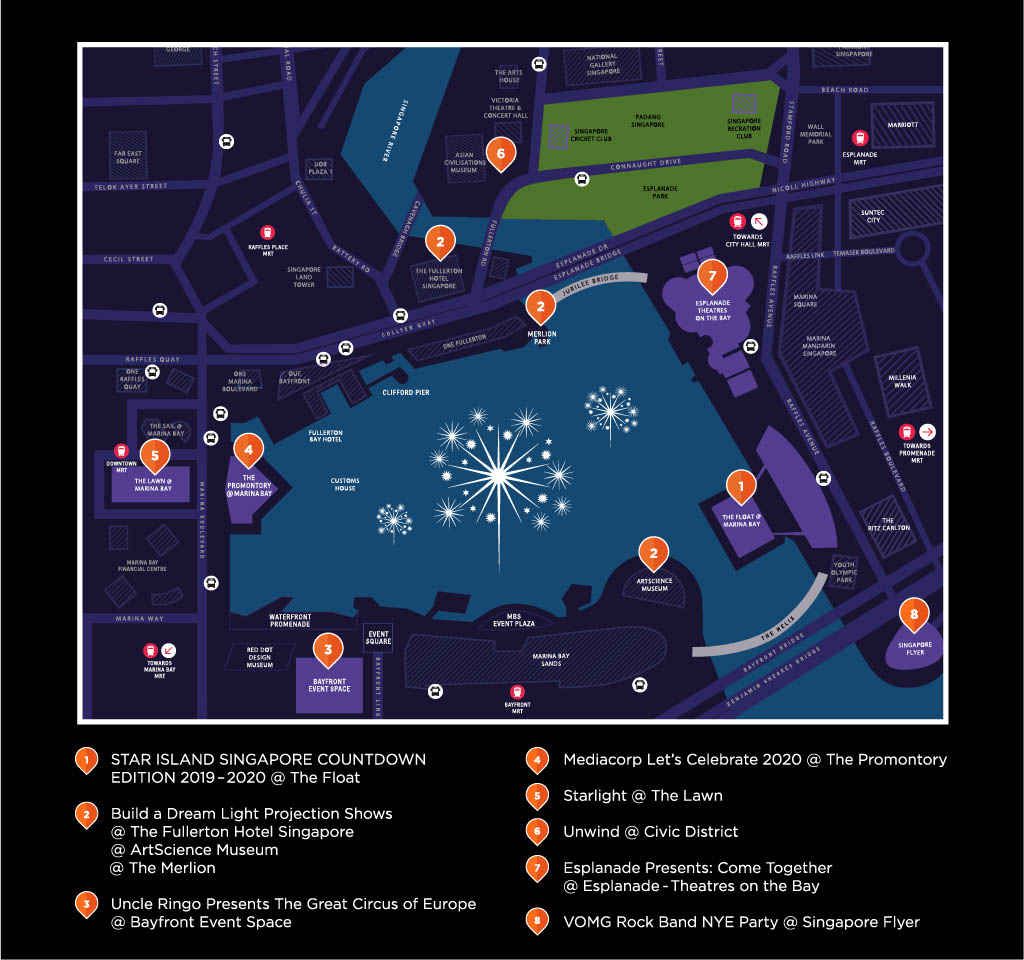 GEORGE
CH STREET
AL ROAD
SINGAPORE RIVER
THE ARTS
HOUSE
NATIONAL
GALLERY
SINGAPORE
BEACH ROAD
VICTORIA
THEATRE &
CONCERT HALL
SINGAPORE
CRICKET CLUB
PADANG
SINGAPORE
SINGAPORE
RECRATION
CLUB
STAMFORD ROAD
WALL
MEMORIAL
PARK
MARRIOTT
ESPLANADE
MRT
FAR EAST
SQUARE
UOB
PLAZA 1
ASIAN
CIVILISATIONS
MUSEUM
6
CONNAUGHT DRIVE
ESPLANADE
PARK
NICOLL HIGHWAY
TELOK AYER STREET
CHULIA ST
CAVENAGH BRIDGE
FULLERTON RD
SUNTEC
CITY
RAFFLES PLACE
MRT
BATTERY RD
2
THE FULLERTON
HOTEL
SINGAPORE
ESPLANADE DR
ESPLANADE BRIDGE
TOWARDS
CITY HALL MRT
RAFFLES LINK
TEMASEK BOULEVARD
CECIL STREET
SINGAPORE
LAND
TOWER
JUBILEE BRIDGE
7
ESPLANADE
THEATRES
ON THE BAY
RAFFLES AVENUE
MARINA
SQUARE
2
MERLION
PARK
COLLYER QUAY
ONE FULLERTON
MARINA
MANDARIN
SINGAPORE
RAFFLES QUAY
ONE
RAFFLES
QUAY
ONE
MARINA
BOULEVARD
OUE
BAYFRONT
CLIFFORD PIER
MILLENIA
WALK
THE SAIL @
MARINA BAY
FULLERTON
BAY HOTEL
RAFFLES AVENUE
RAFFLES BOULEVARD
TOWARDS
PROMENADE
MRT
DOWNTOWN
MRT
5
THE LAWN @
MARINA BAY
4
THE
PROMONTORY
@ MARINA BAY
CUSTOMS
HOUSE
1
THE FLOAT @
MARINA BAY
THE
RITZ CARLTON
MARINA BOULEVARD
MARINA BAY
FINANCIAL CENTRE
2
ARTSCIENCE
MUSEUM
YOUTH
OLYMPIC
PARK
MARINA WAY
WATERFRONT
PROMENADE
MBS
EVENT PLAZA
THE HELIX
8
SINGAPORE
FLYER
EVENT
SQUARE
BAYFRONT BRIDGE
BENJAMIN SHEARES BRIDGE
TOWARDS
MARINA BAY
MRT
RED DOT
DESIGN
MUSEUM
3
BAYFRONT
EVENT SPACE
BAYFRONT LINK
MARINA BAY
SANDS
BAYFRONT
MRT
1 STAR ISLAND SINGAPORE COUNTDOWN
EDITION 2019–2020 @ The Float
2 Build a Dream Light Projection Shows
@ The Fullerton Hotel Singapore
@ ArtScience Museum
@ The Merlion
3 Uncle Ringo Presents The Great Circus of Europe
@ Bayfront Event Space
4 Mediacorp Let's Celebrate 2020 @ The Promontory
5 Starlight @ The Lawn
6 Unwind @ Civic District
7 Esplanade Presents: Come Together
@ Esplanade-Theatres on the Bay
8 VOMG Rock Band NYE Party @ Singapore Flyer